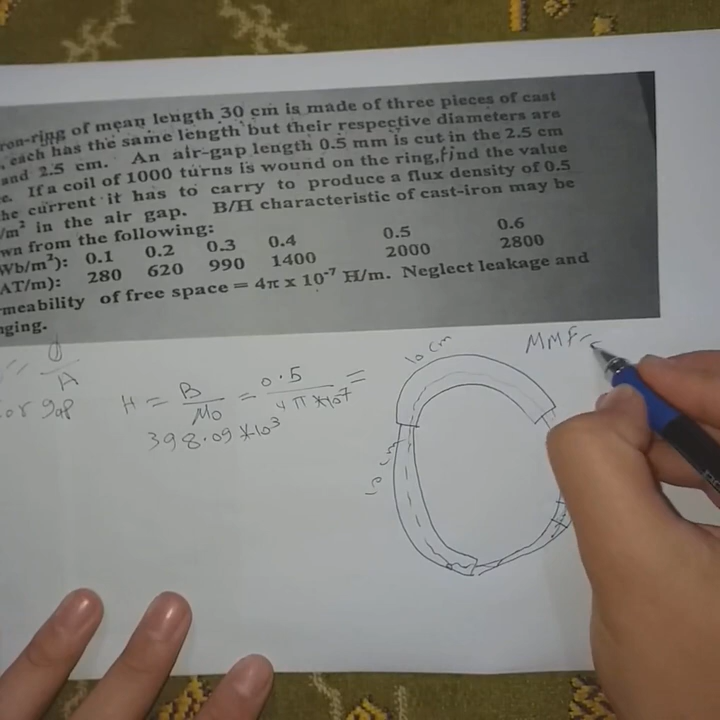 ron-ring of mean length 30 cm is made of three pieces of cast
, each has the same length but their respective diameters are
and 2.5 cm. An air-gap length 0.5 mm is cut in the 2.5 cm
e. If a coil of 1000 turns is wound on the ring, find the value
he current it has to carry to produce a flux density of 0.5
/m² in the air gap. B/H characteristic of cast-iron may be
wn from the following:
Wb/m²): 0.1 0.2 0.3 0.4 0.5 0.6
AT/m): 280 620 990 1400 2000 2800
rmeability of free space = 4π x 10⁻⁷ H/m. Neglect leakage and
nging.
10 cm
MMF=
= ø/A
for gap
H = B/M0 = 0.5/4π*10⁷ =
398.09*10³
10 cm